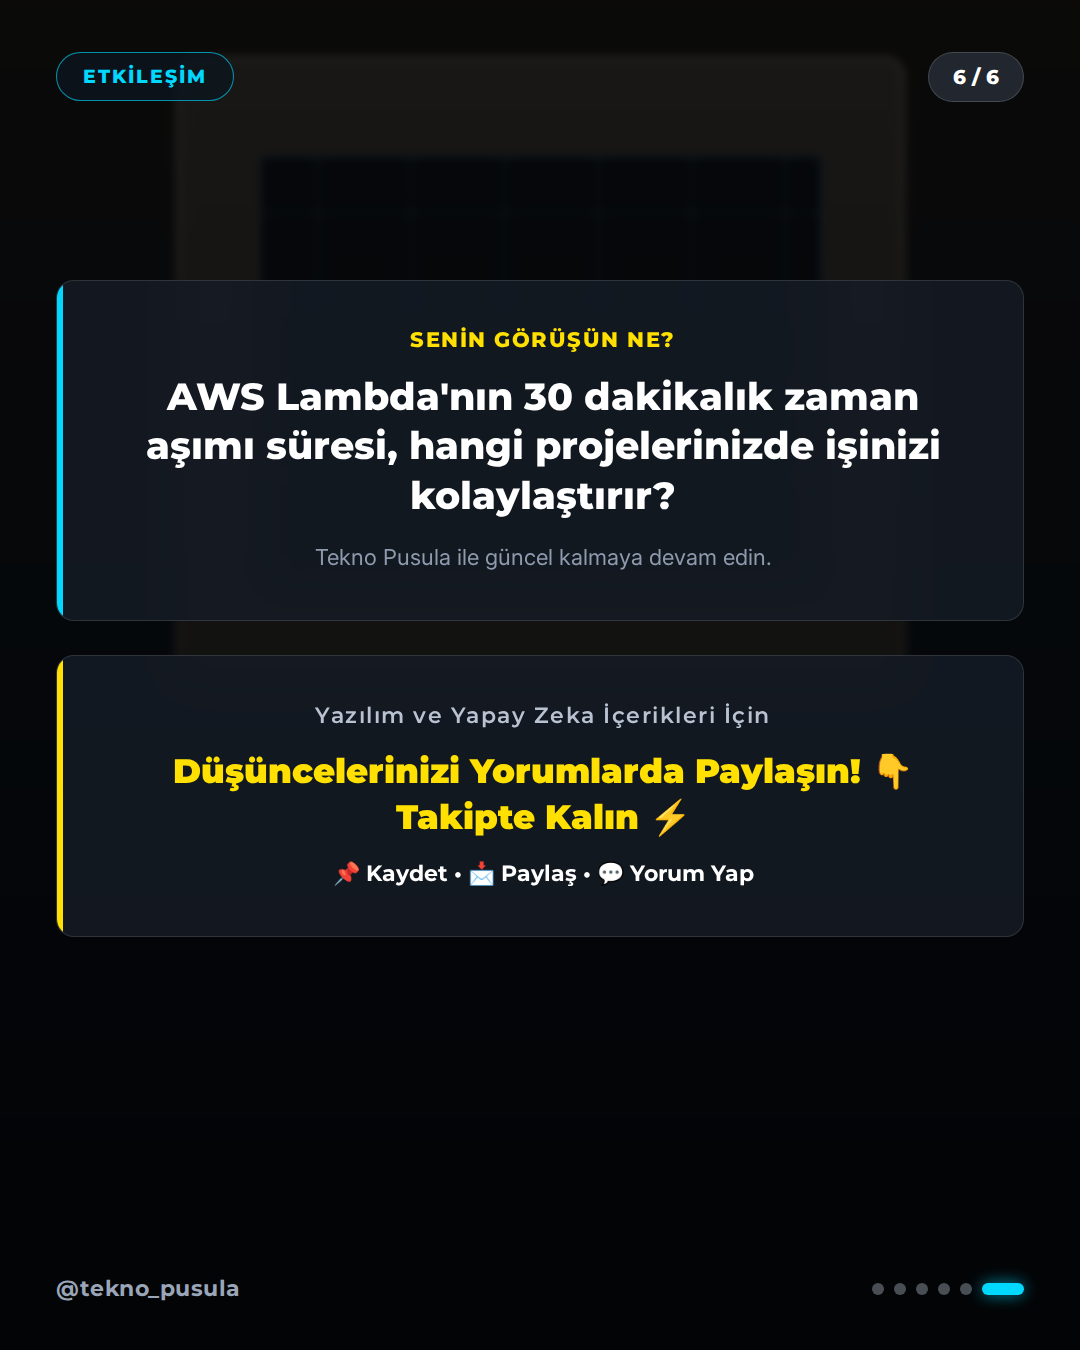 ETKİLEŞİM
6 / 6
SENİN GÖRÜŞÜN NE?
AWS Lambda'nın 30 dakikalık zaman
aşımı süresi, hangi projelerinizde işinizi
kolaylaştırır?
Tekno Pusula ile güncel kalmaya devam edin.
Yazılım ve Yapay Zeka İçerikleri İçin
Düşüncelerinizi Yorumlarda Paylaşın! 👇
Takipte Kalın ⚡
📌 Kaydet • 📩 Paylaş • 💬 Yorum Yap
@tekno_pusula